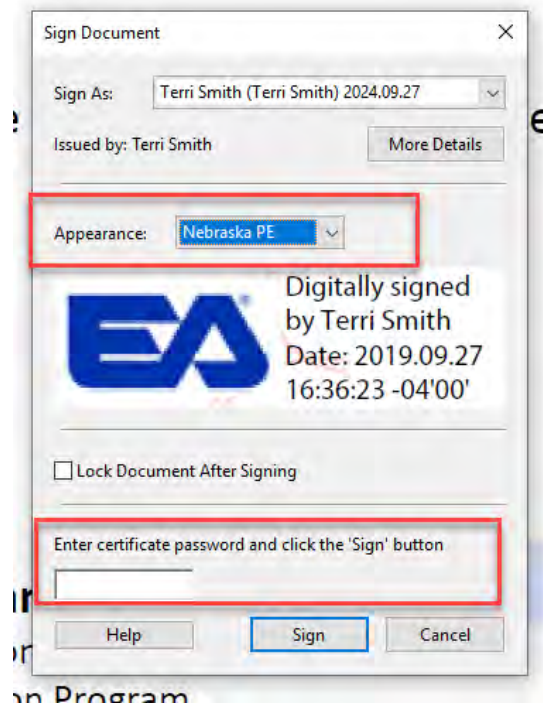 Sign Document
Sign As: Terri Smith (Terri Smith) 2024.09.27
Issued by: Terri Smith More Details
Appearance: Nebraska PE
EA
Digitally signed
by Terri Smith
Date: 2019.09.27
16:36:23 -04'00'
Lock Document After Signing
Enter certificate password and click the 'Sign' button
Help Sign Cancel
on Program